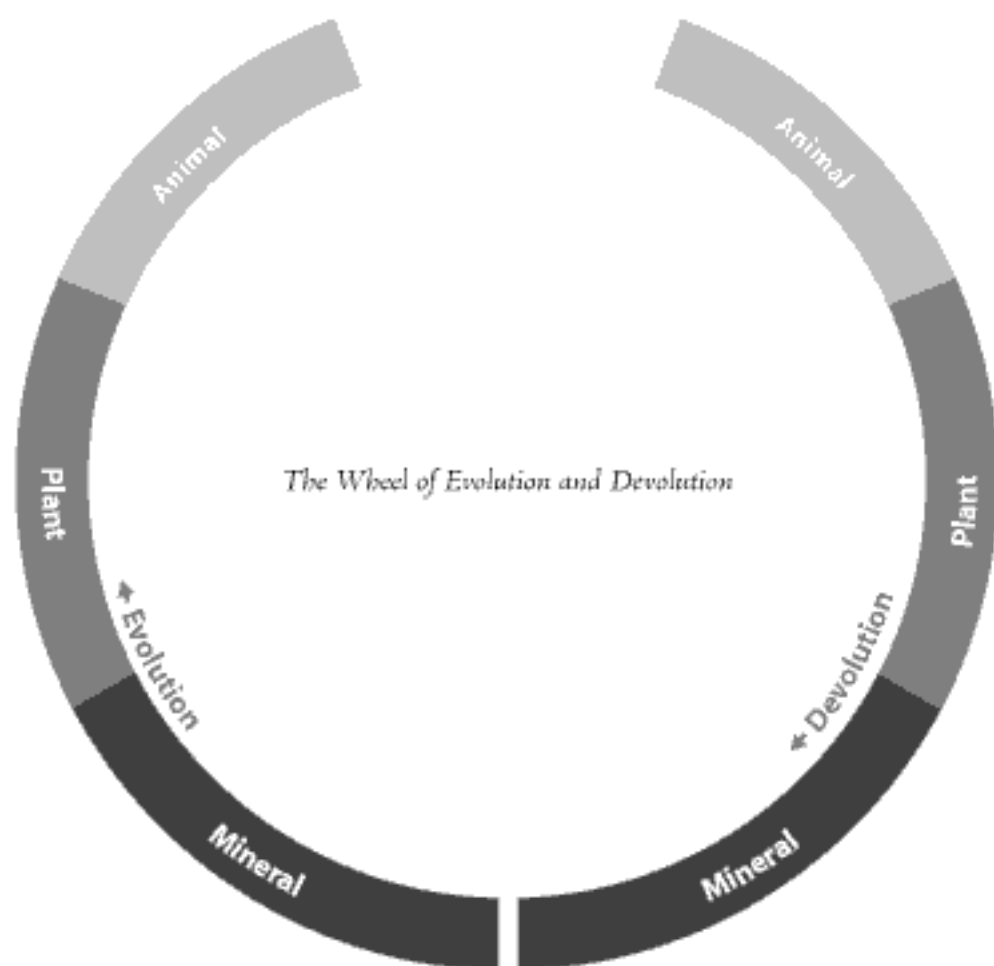 Animal
Animal
Plant
The Wheel of Evolution and Devolution
Plant
Evolution
Devolution
Mineral
Mineral